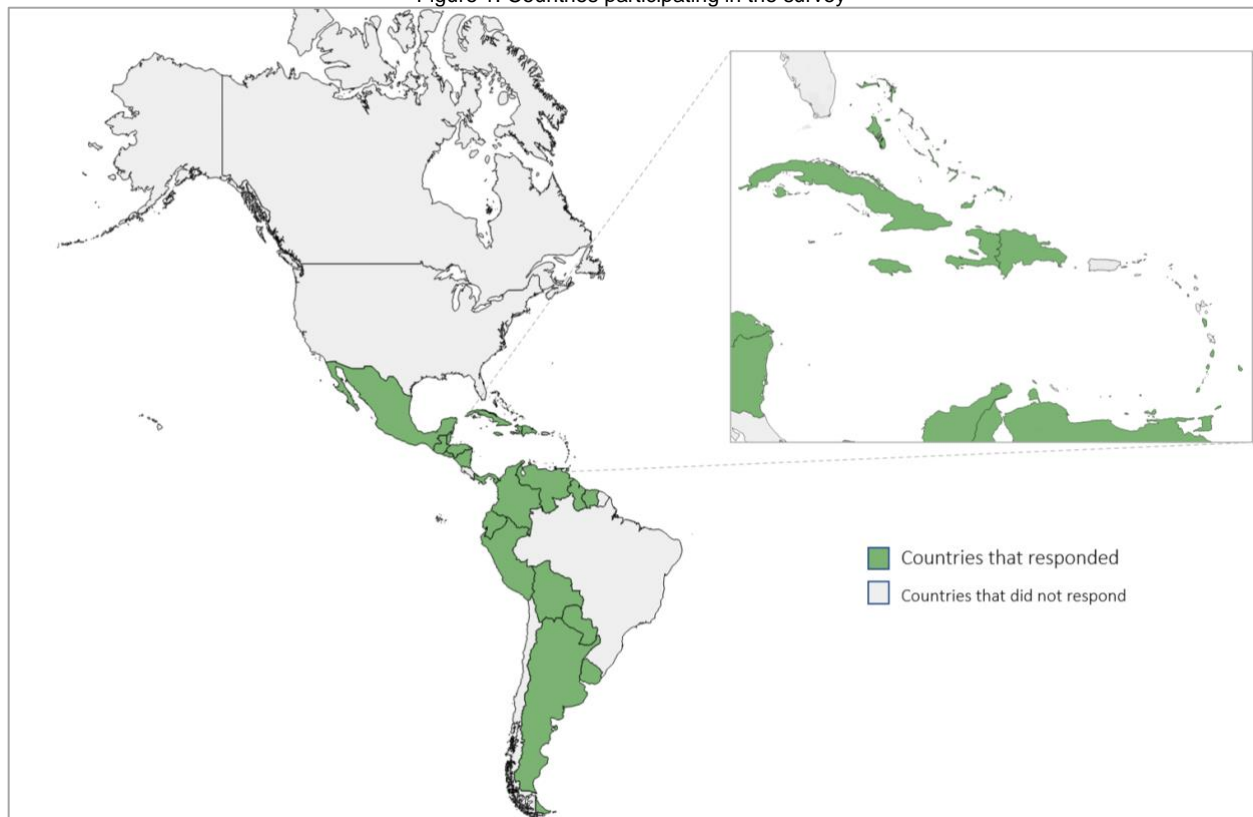 Figure 1. Countries participating in the survey
Countries that responded
Countries that did not respond